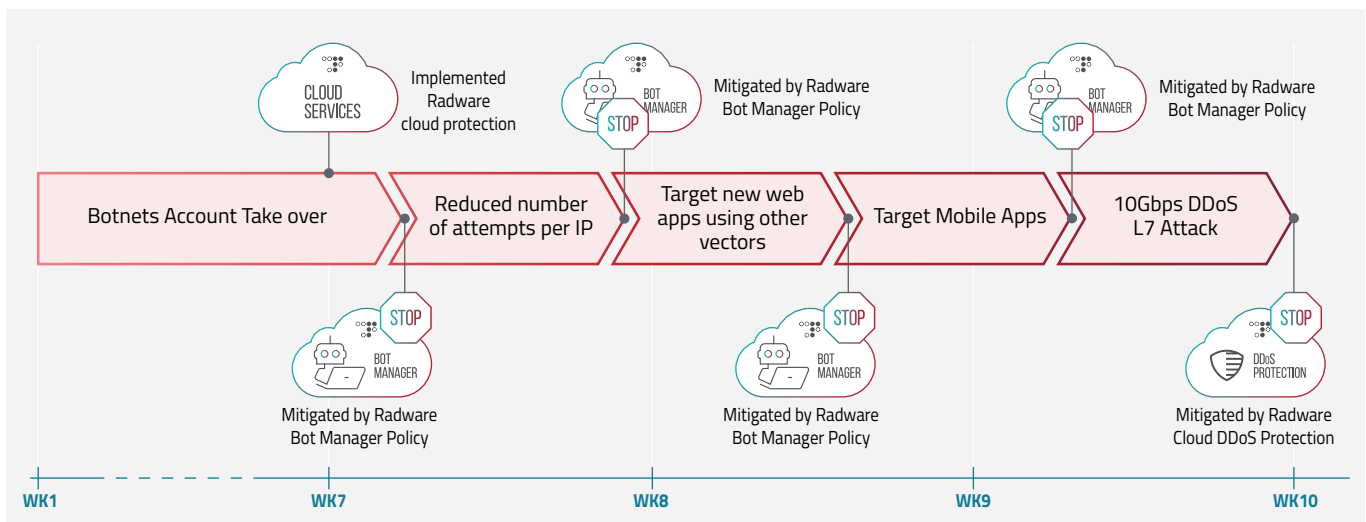 CLOUD
SERVICES
Implemented
Radware
cloud protection
BOT
MANAGER
STOP
Mitigated by Radware
Bot Manager Policy
BOT
MANAGER
STOP
Mitigated by Radware
Bot Manager Policy
Botnets Account Take over
Reduced number
of attempts per IP
Target new web
apps using other
vectors
Target Mobile Apps
10Gbps DDoS
L7 Attack
STOP
BOT
MANAGER
Mitigated by Radware
Bot Manager Policy
STOP
BOT
MANAGER
Mitigated by Radware
Bot Manager Policy
STOP
DDoS
PROTECTION
Mitigated by Radware
Cloud DDoS Protection
WK1
WK7
WK8
WK9
WK10